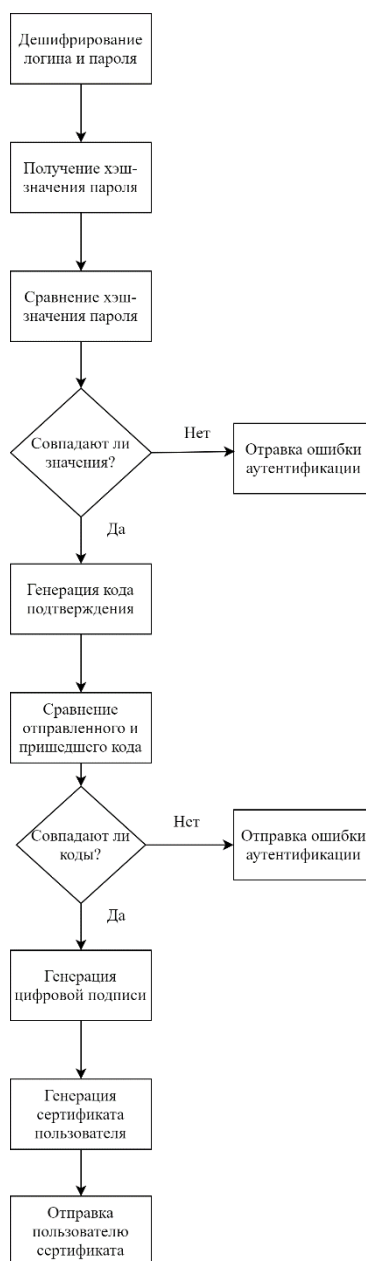 Дешифрирование
логина и пароля
Получение хэш-
значения пароля
Сравнение хэш-
значения пароля
Совпадают ли
значения?
Нет
Отравка ошибки
аутентификации
Да
Генерация кода
подтверждения
Сравнение
отправленного и
пришедшего кода
Совпадают ли
коды?
Нет
Отправка ошибки
аутентификации
Да
Генерация
цифровой подписи
Генерация
сертификата
пользователя
Отправка
пользователю
сертификата